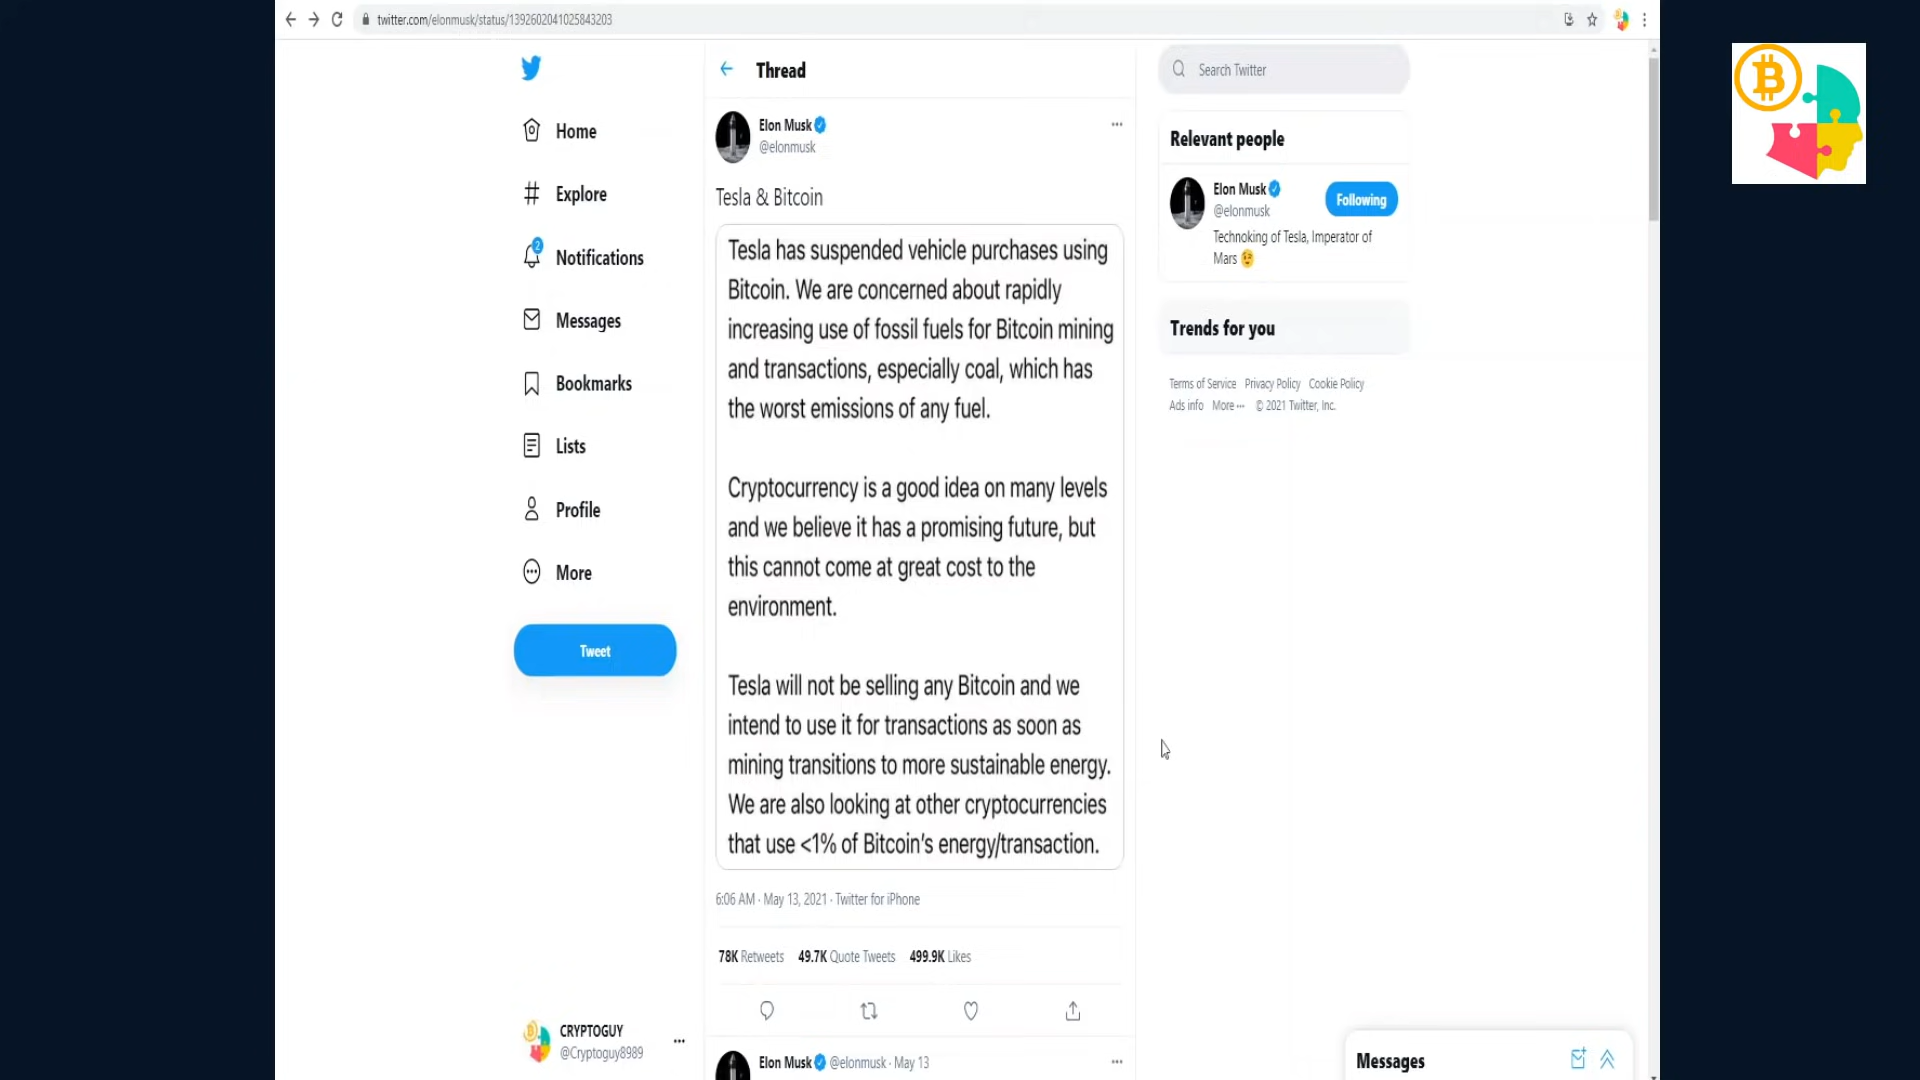 twitter.com/elonmusk/status/1392602041025843203
Home
Explore
2
Notifications
Messages
Bookmarks
Lists
Profile
More
Tweet
CRYPTOGUY
@Cryptoguy8989
Thread
Elon Musk
@elonmusk
Tesla & Bitcoin
Tesla has suspended vehicle purchases using
Bitcoin. We are concerned about rapidly
increasing use of fossil fuels for Bitcoin mining
and transactions, especially coal, which has
the worst emissions of any fuel.
Cryptocurrency is a good idea on many levels
and we believe it has a promising future, but
this cannot come at great cost to the
environment.
Tesla will not be selling any Bitcoin and we
intend to use it for transactions as soon as
mining transitions to more sustainable energy.
We are also looking at other cryptocurrencies
that use <1% of Bitcoin's energy/transaction.
6:06 AM · May 13, 2021 · Twitter for iPhone
78K Retweets 49.7K Quote Tweets 499.9K Likes
Elon Musk @elonmusk · May 13
Search Twitter
Relevant people
Elon Musk
@elonmusk
Following
Technoking of Tesla, Imperator of
Mars
Trends for you
Terms of Service Privacy Policy Cookie Policy
Ads info More ··· © 2021 Twitter, Inc.
Messages